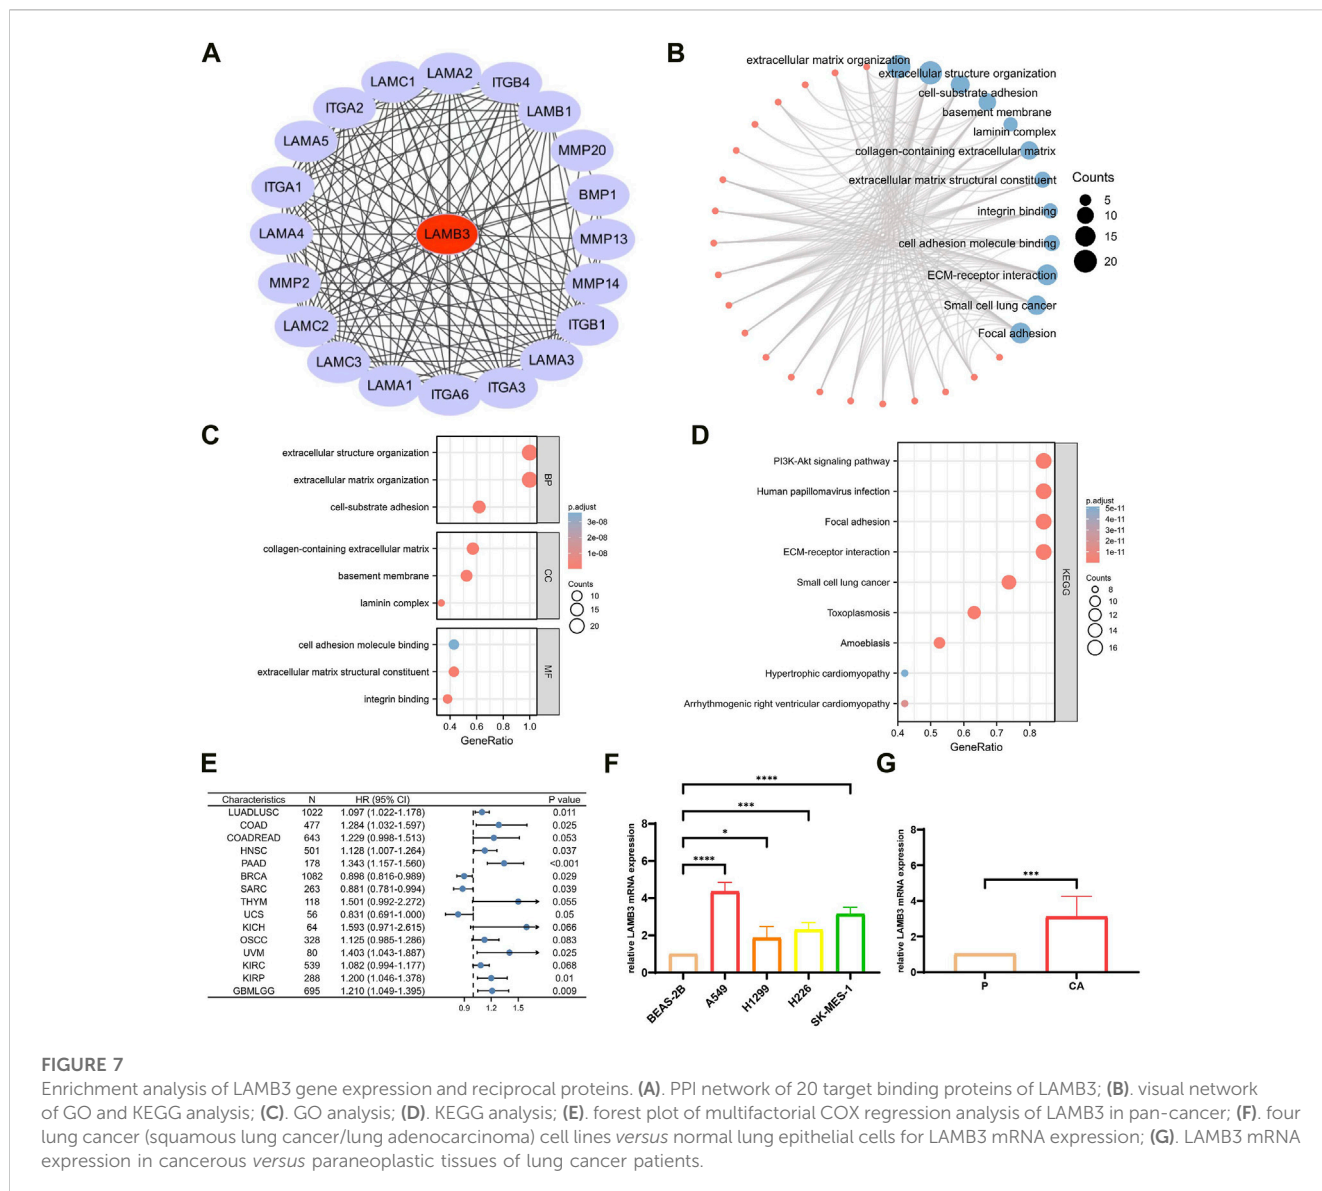 A
LAMA2
LAMC1
ITGB4
ITGA2
LAMB1
LAMA5
MMP20
ITGA1
BMP1
LAMA4
LAMB3
MMP13
MMP2
MMP14
LAMC2
ITGB1
LAMC3
LAMA3
LAMA1
ITGA6
ITGA3
B
extracellular matrix organization
extracellular structure organization
cell-substrate adhesion
basement membrane
laminin complex
collagen-containing extracellular matrix
extracellular matrix structural constituent
integrin binding
cell adhesion molecule binding
ECM-receptor interaction
Small cell lung cancer
Focal adhesion
Counts
5
10
15
20
C
extracellular structure organization
extracellular matrix organization
cell-substrate adhesion
BP
collagen-containing extracellular matrix
basement membrane
laminin complex
CC
cell adhesion molecule binding
extracellular matrix structural constituent
integrin binding
MF
0.4 0.6 0.8 1.0
GeneRatio
p.adjust
3e-08
2e-08
1e-08
Counts
10
15
20
D
PI3K-Akt signaling pathway
Human papillomavirus infection
Focal adhesion
ECM-receptor interaction
Small cell lung cancer
Toxoplasmosis
Amoebiasis
Hypertrophic cardiomyopathy
Arrhythmogenic right ventricular cardiomyopathy
KEGG
0.4 0.5 0.6 0.7 0.8
GeneRatio
p.adjust
5e-11
4e-11
3e-11
2e-11
1e-11
Counts
8
10
12
14
16
E
Characteristics N HR (95% CI) P value
LUADLUSC 1022 1.097 (1.022-1.178) 0.011
COAD 477 1.284 (1.032-1.597) 0.025
COADREAD 643 1.229 (0.998-1.513) 0.053
HNSC 501 1.128 (1.007-1.264) 0.037
PAAD 178 1.343 (1.157-1.560) <0.001
BRCA 1082 0.898 (0.816-0.989) 0.029
SARC 263 0.881 (0.781-0.994) 0.039
THYM 118 1.501 (0.992-2.272) 0.055
UCS 56 0.831 (0.691-1.000) 0.05
KICH 64 1.593 (0.971-2.615) 0.066
OSCC 328 1.125 (0.985-1.286) 0.083
UVM 80 1.403 (1.043-1.887) 0.025
KIRC 539 1.082 (0.994-1.177) 0.068
KIRP 288 1.200 (1.046-1.378) 0.01
GBMLGG 695 1.210 (1.049-1.395) 0.009
0.9 1.2 1.5
F
relative LAMB3 mRNA expression
8
6
4
2
0
****
***
*
****
BEAS-2B
A549
H1299
H226
SK-MES-1
G
relative LAMB3 mRNA expression
8
6
4
2
0
***
P CA
FIGURE 7
Enrichment analysis of LAMB3 gene expression and reciprocal proteins. (A). PPI network of 20 target binding proteins of LAMB3; (B). visual network
of GO and KEGG analysis; (C). GO analysis; (D). KEGG analysis; (E). forest plot of multifactorial COX regression analysis of LAMB3 in pan-cancer; (F). four
lung cancer (squamous lung cancer/lung adenocarcinoma) cell lines versus normal lung epithelial cells for LAMB3 mRNA expression; (G). LAMB3 mRNA
expression in cancerous versus paraneoplastic tissues of lung cancer patients.